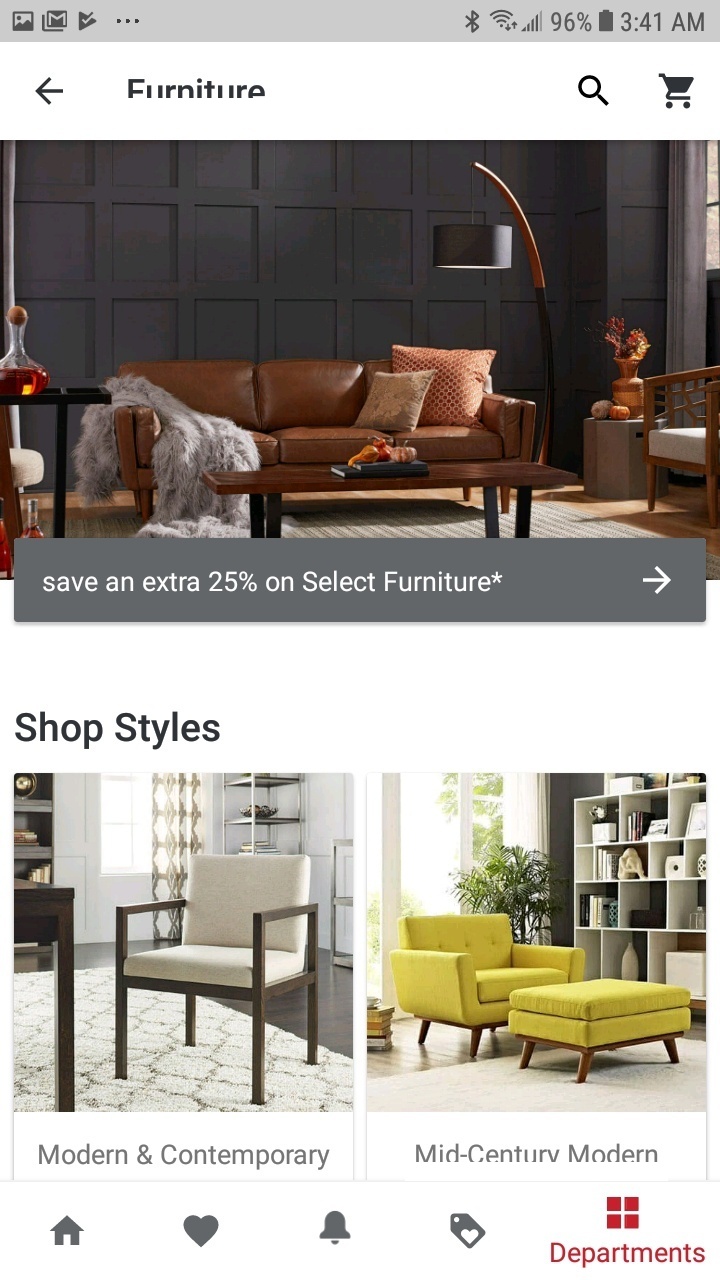 96% 3:41 AM
Furniture
save an extra 25% on Select Furniture*
Shop Styles
Modern & Contemporary
Mid-Century Modern
Departments